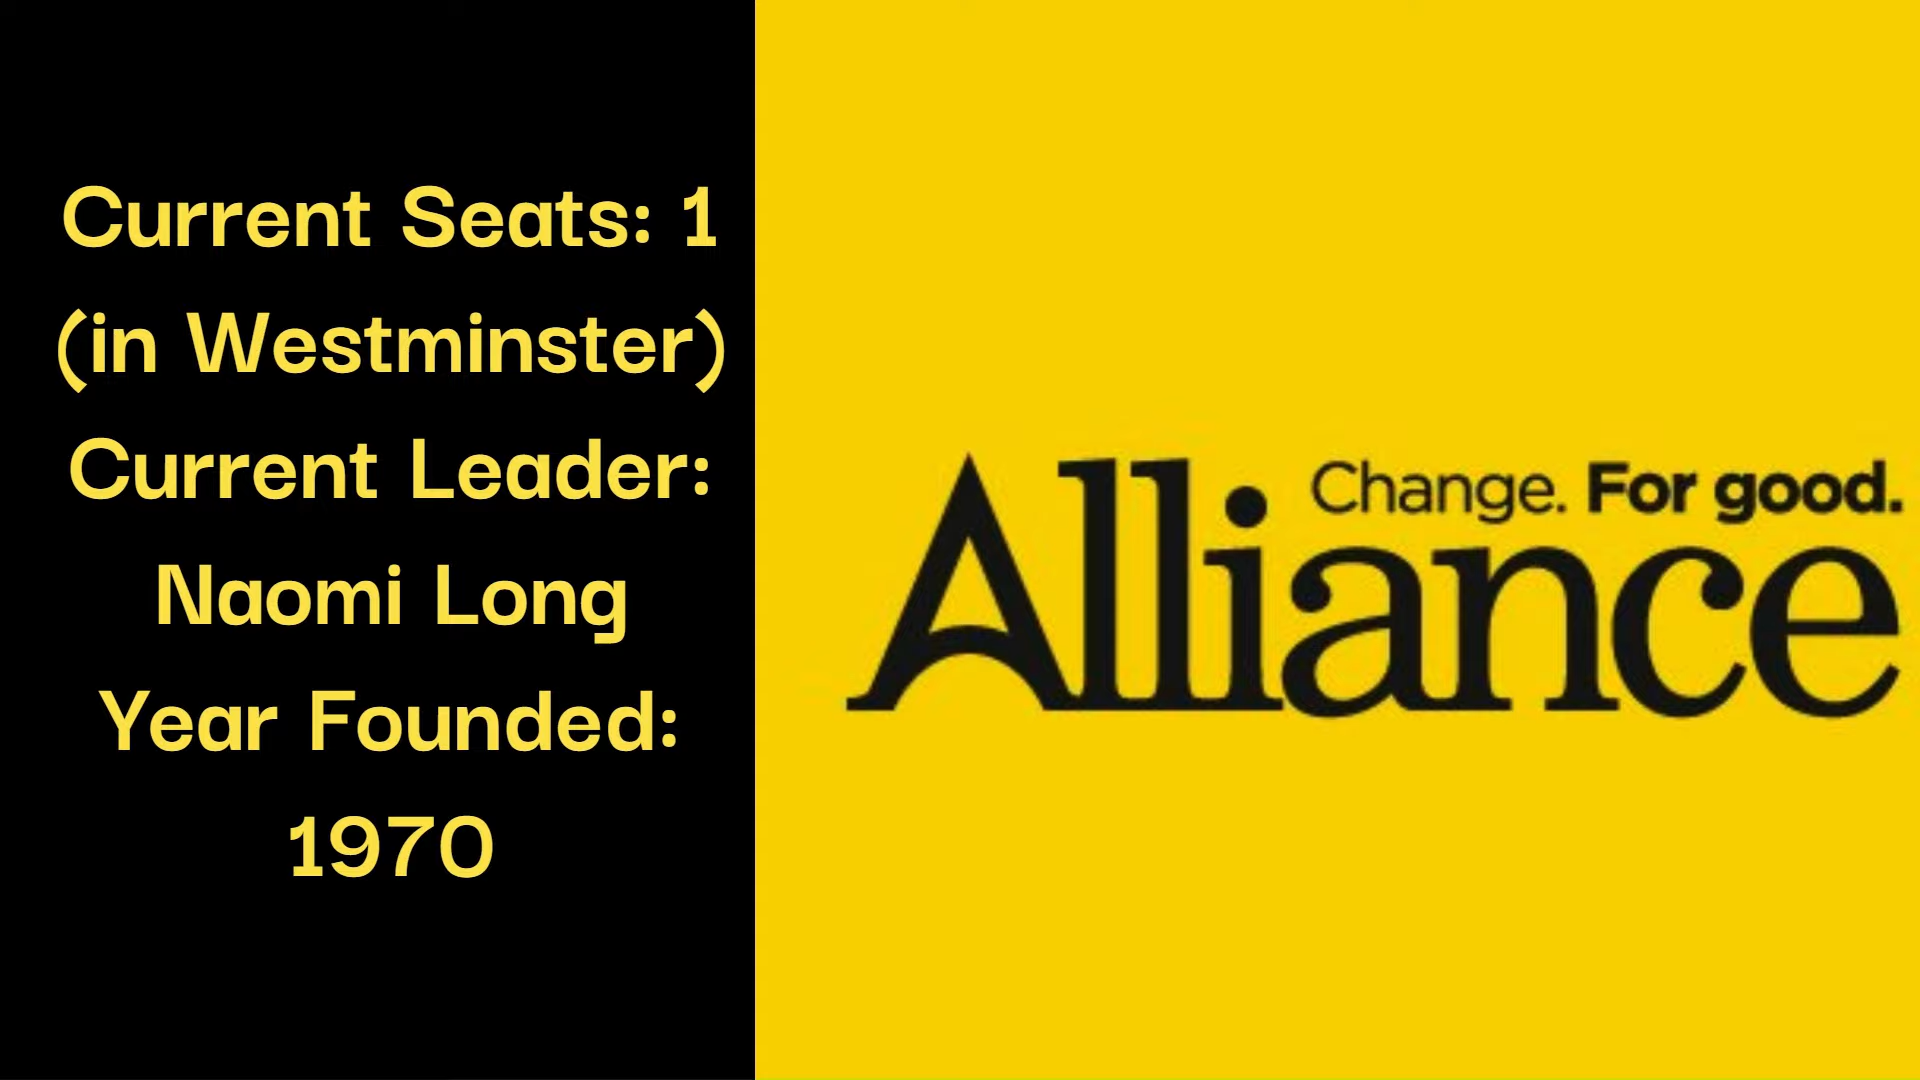 Current Seats: 1
(in Westminster)
Current Leader:
Naomi Long
Year Founded:
1970
Change. For good.
Alliance